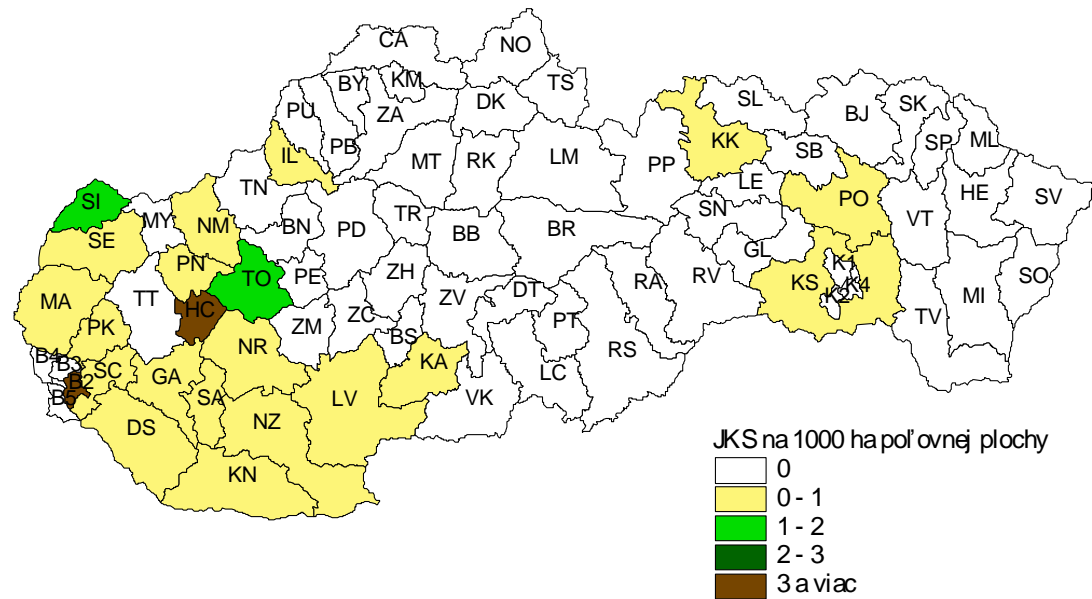 CA
NO
BY
KM
TS
PU
ZA
DK
SL
BJ
SK
IL
PB
MT
RK
LM
PP
KK
SB
SP
ML
TN
LE
PO
HE
SV
SI
MY
NM
BN
PD
TR
BB
BR
SN
VT
SE
GL
PN
TO
PE
ZH
RA
RV
KS
K1
K4
K2
SO
MA
TT
HC
ZM
ZC
ZV
DT
PT
TV
MI
PK
NR
BS
KA
RS
B4
B3
SC
GA
LC
B2
B5
SA
LV
VK
DS
NZ
KN
JKS na 1000 ha poľovnej plochy
0
0 - 1
1 - 2
2 - 3
3 a viac